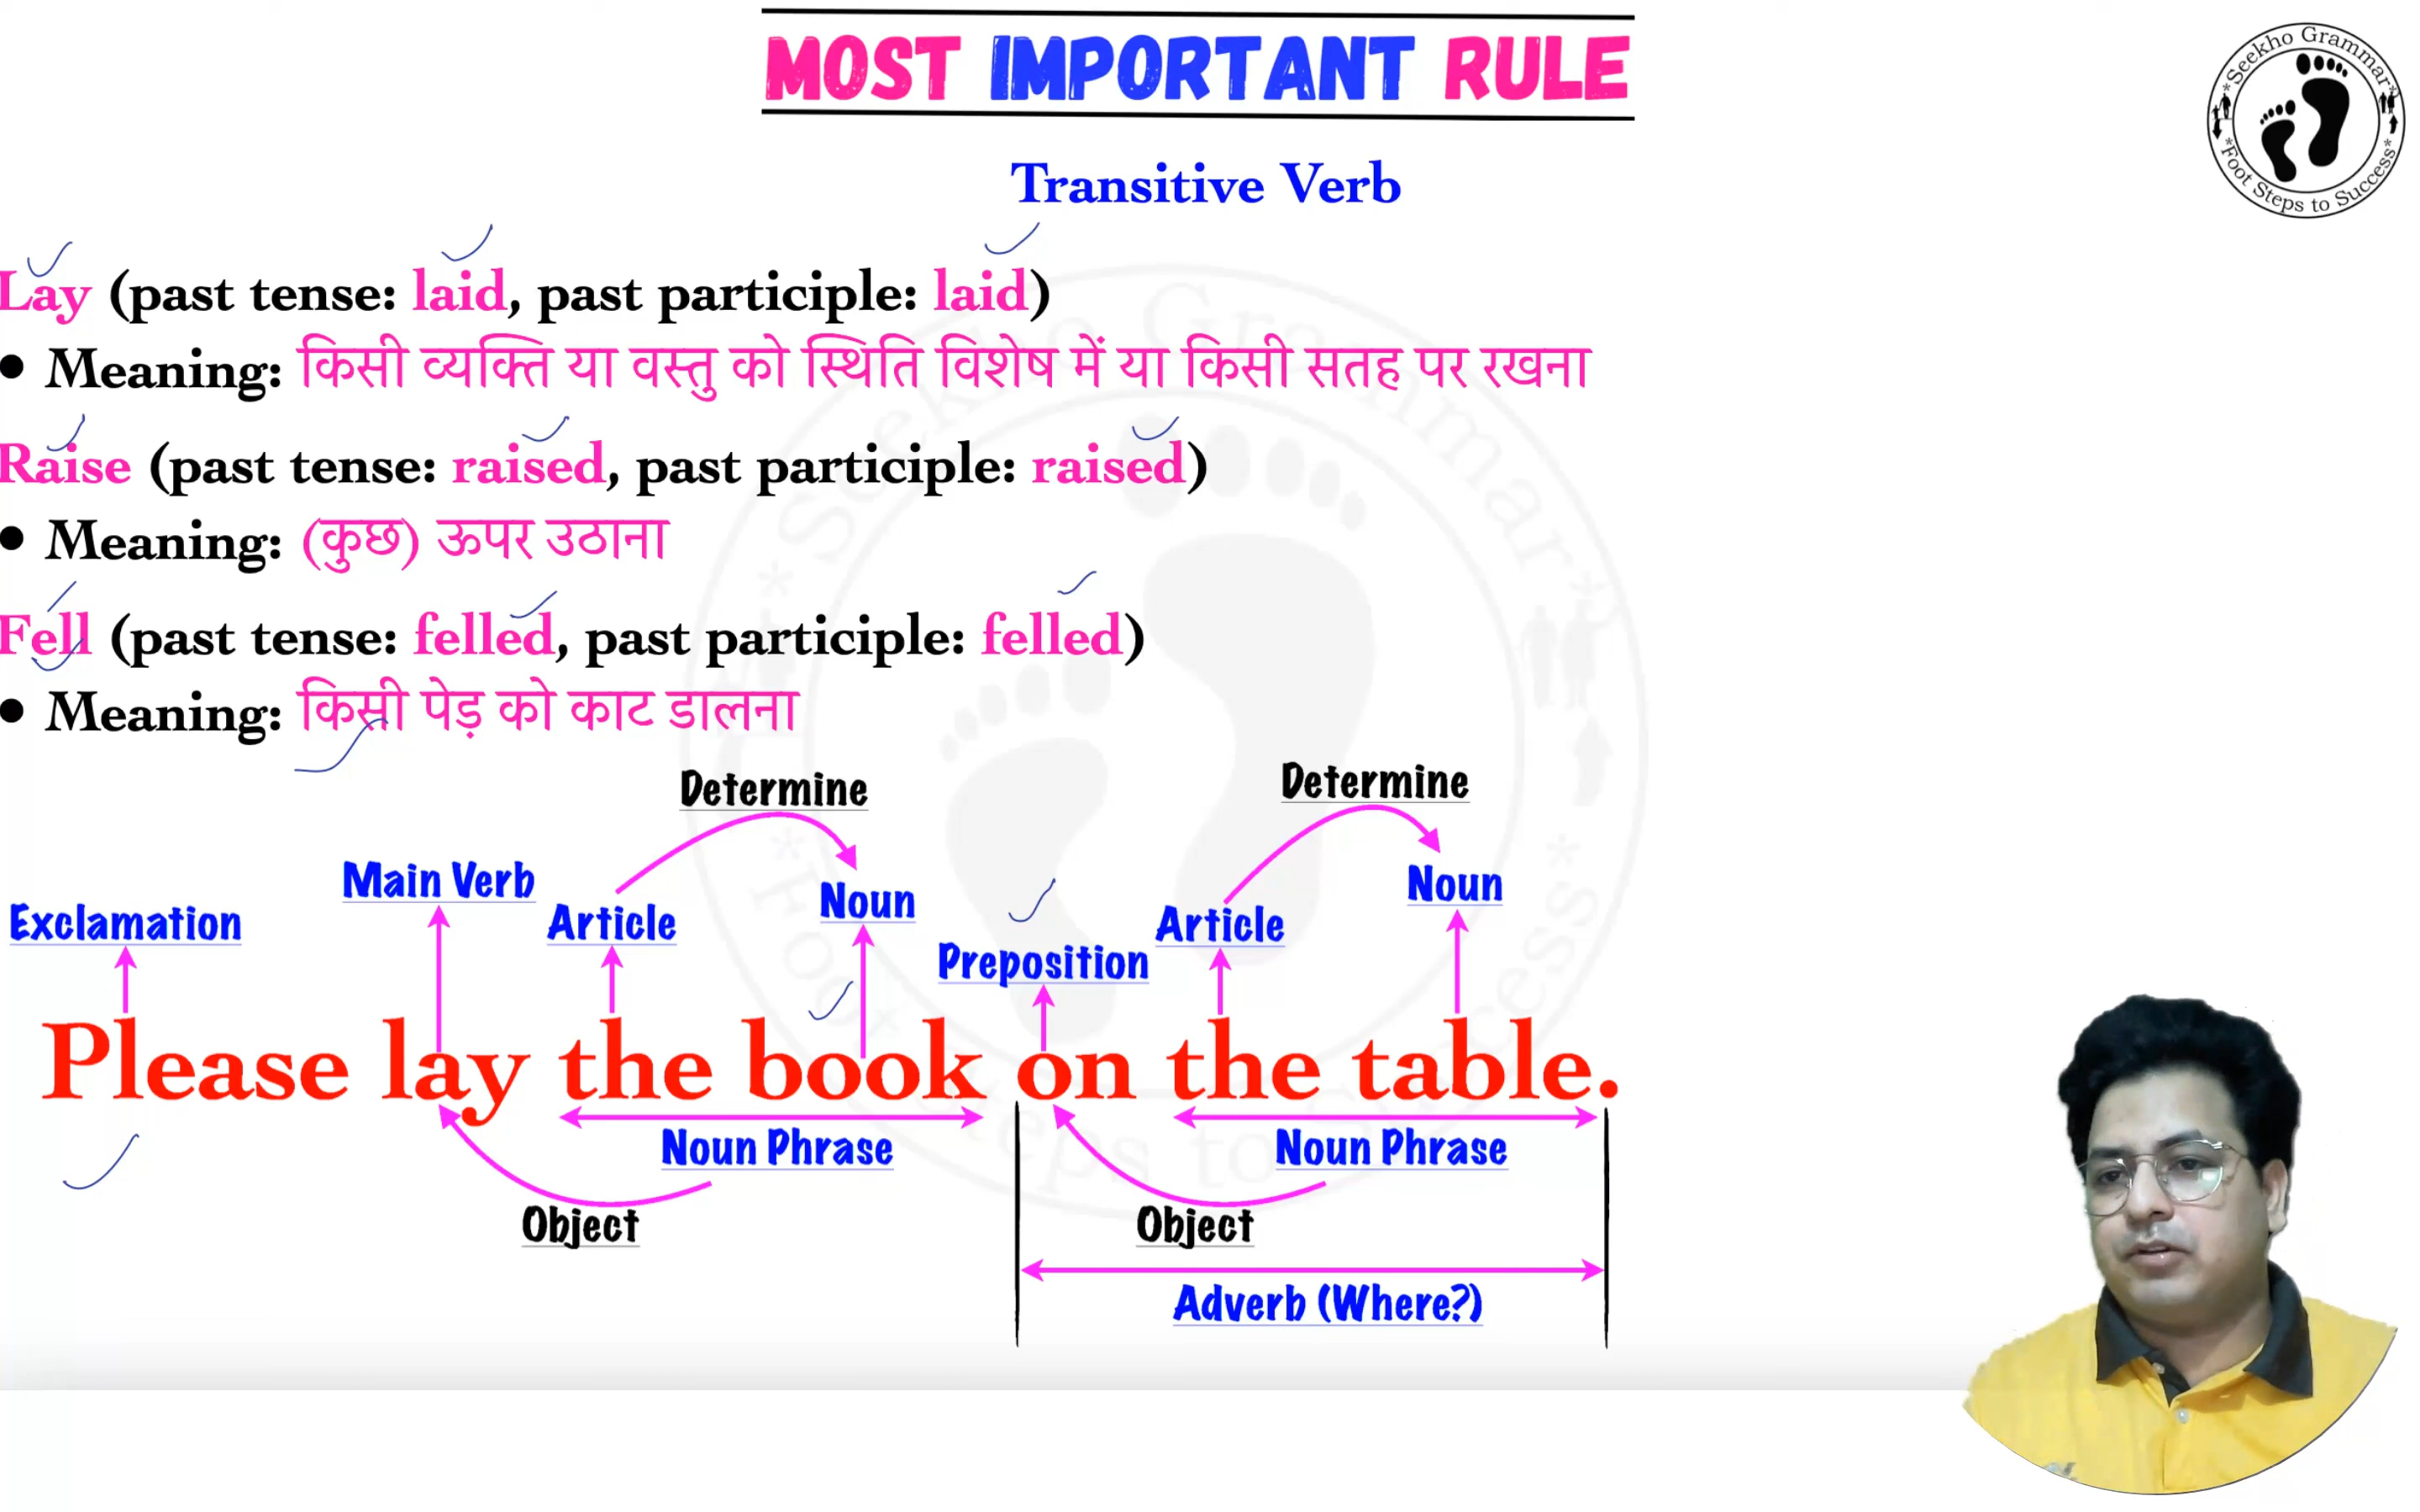 MOST IMPORTANT RULE
*Seekho Grammar*
*Foot Steps to Success*
Transitive Verb
Lay (past tense: laid, past participle: laid)
• Meaning: किसी व्यक्ति या वस्तु को स्थिति विशेष में या किसी सतह पर रखना
Raise (past tense: raised, past participle: raised)
• Meaning: (कुछ) ऊपर उठाना
Fell (past tense: felled, past participle: felled)
• Meaning: किसी पेड़ को काट डालना
Determine Determine
Exclamation Main Verb Article Noun Preposition Article Noun
Please lay the book on the table.
Noun Phrase Noun Phrase
Object Object
Adverb (Where?)